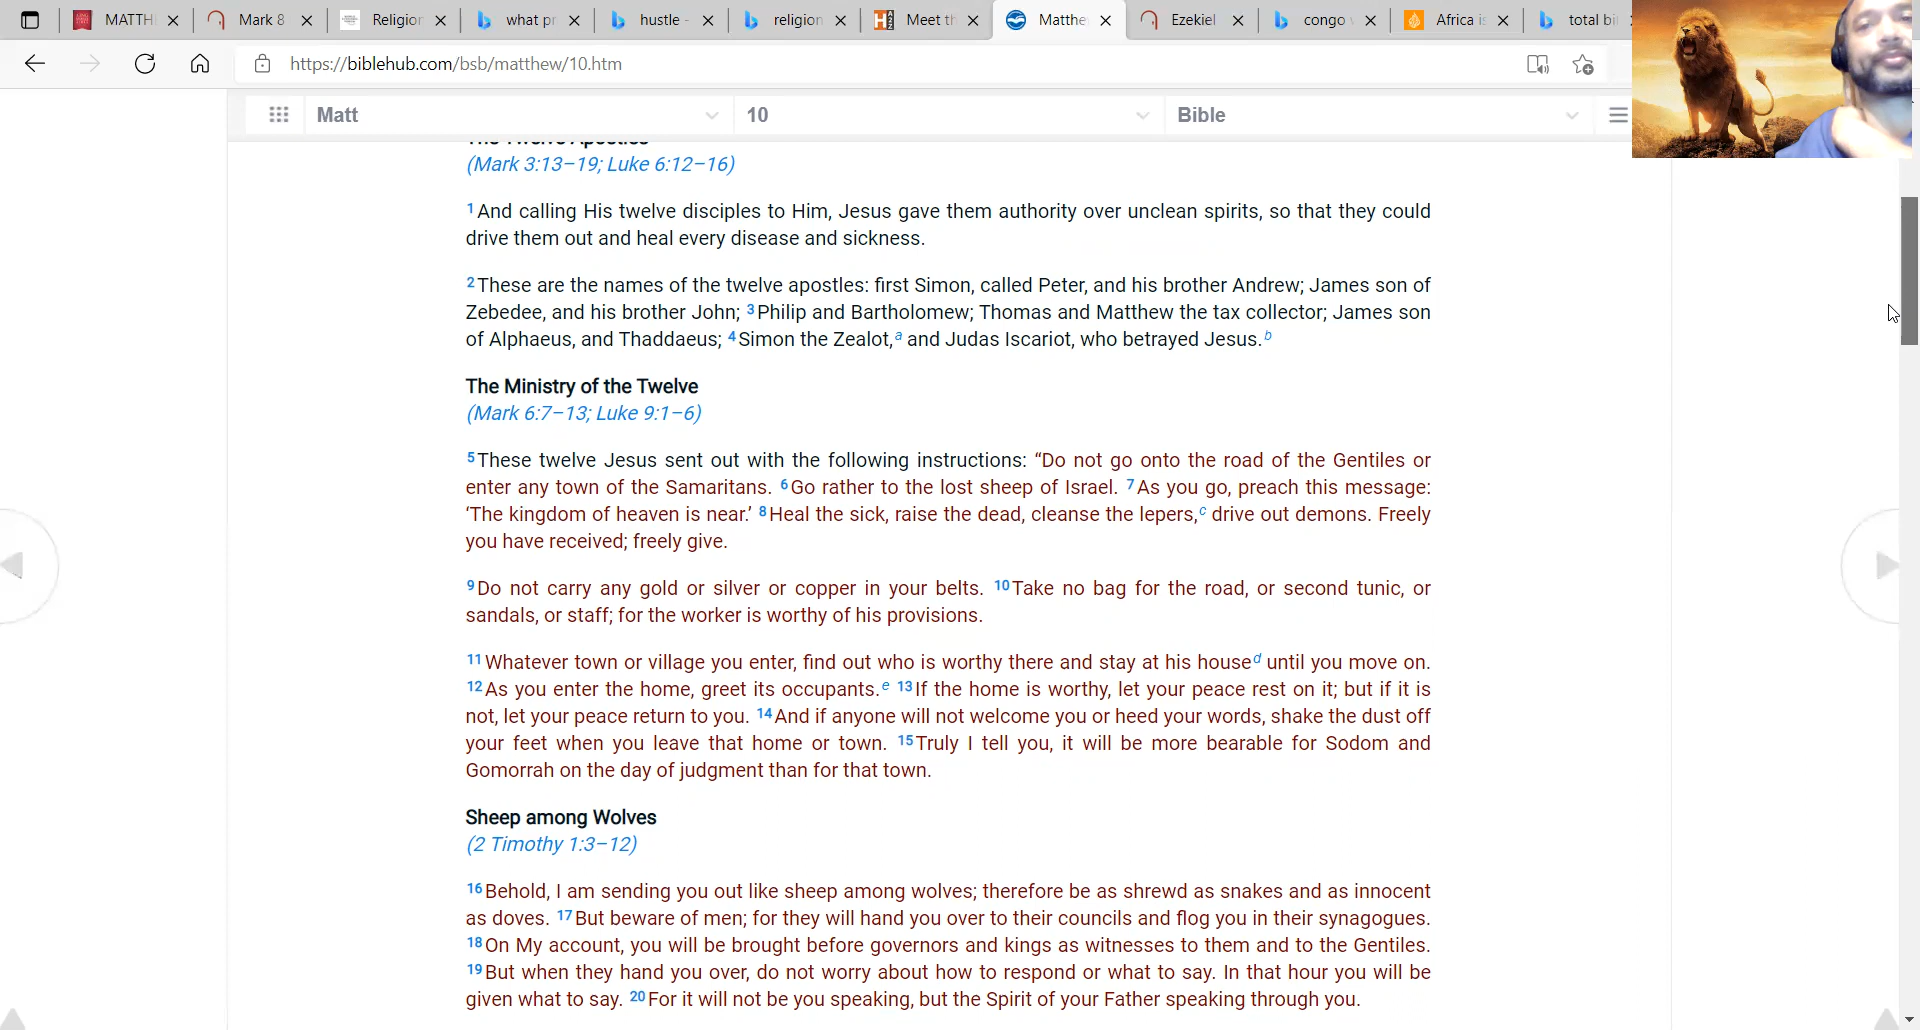 MATTH
Mark 8
Religion
what pr
hustle -
religion
Meet th
Matthe
Ezekiel
congo
Africa is
total bi
https://biblehub.com/bsb/matthew/10.htm
Matt
10
Bible
The Twelve Apostles
(Mark 3:13–19; Luke 6:12–16)
1 And calling His twelve disciples to Him, Jesus gave them authority over unclean spirits, so that they could
drive them out and heal every disease and sickness.
2 These are the names of the twelve apostles: first Simon, called Peter, and his brother Andrew; James son of
Zebedee, and his brother John; 3 Philip and Bartholomew; Thomas and Matthew the tax collector; James son
of Alphaeus, and Thaddaeus; 4 Simon the Zealot,a and Judas Iscariot, who betrayed Jesus.b
The Ministry of the Twelve
(Mark 6:7–13; Luke 9:1–6)
5 These twelve Jesus sent out with the following instructions: “Do not go onto the road of the Gentiles or
enter any town of the Samaritans. 6 Go rather to the lost sheep of Israel. 7 As you go, preach this message:
‘The kingdom of heaven is near.’ 8 Heal the sick, raise the dead, cleanse the lepers,c drive out demons. Freely
you have received; freely give.
9 Do not carry any gold or silver or copper in your belts. 10 Take no bag for the road, or second tunic, or
sandals, or staff; for the worker is worthy of his provisions.
11 Whatever town or village you enter, find out who is worthy there and stay at his housed until you move on.
12 As you enter the home, greet its occupants.e 13 If the home is worthy, let your peace rest on it; but if it is
not, let your peace return to you. 14 And if anyone will not welcome you or heed your words, shake the dust off
your feet when you leave that home or town. 15 Truly I tell you, it will be more bearable for Sodom and
Gomorrah on the day of judgment than for that town.
Sheep among Wolves
(2 Timothy 1:3–12)
16 Behold, I am sending you out like sheep among wolves; therefore be as shrewd as snakes and as innocent
as doves. 17 But beware of men; for they will hand you over to their councils and flog you in their synagogues.
18 On My account, you will be brought before governors and kings as witnesses to them and to the Gentiles.
19 But when they hand you over, do not worry about how to respond or what to say. In that hour you will be
given what to say. 20 For it will not be you speaking, but the Spirit of your Father speaking through you.